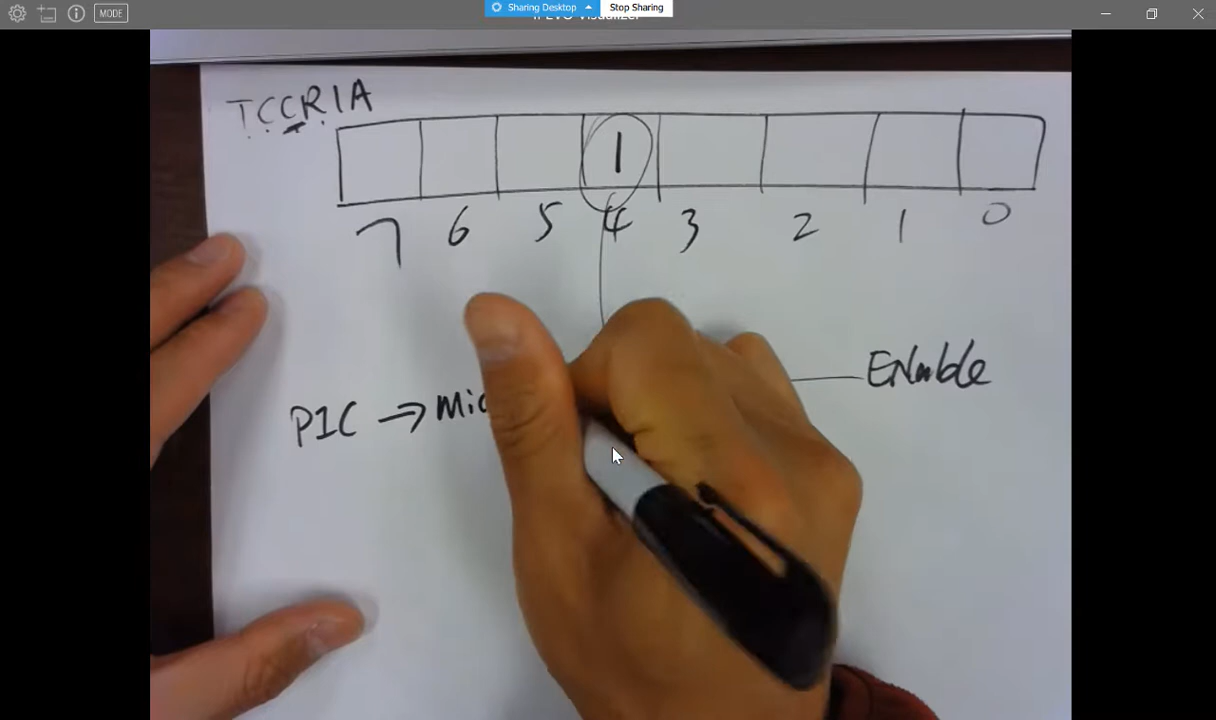 MODE
Sharing Desktop
Stop Sharing
TCCR1A
1
7 6 5 4 3 2 1 0
ENable
PIC → Mic